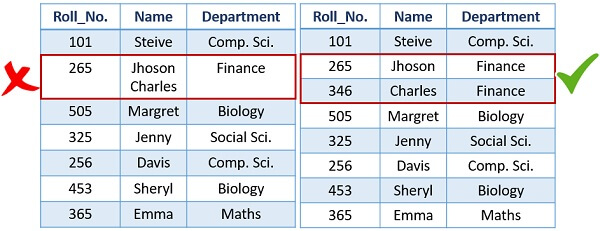 Roll_No. Name Department
101 Steive Comp. Sci.
265 Jhoson Finance
Charles
505 Margret Biology
325 Jenny Social Sci.
256 Davis Comp. Sci.
453 Sheryl Biology
365 Emma Maths
Roll_No. Name Department
101 Steive Comp. Sci.
265 Jhoson Finance
346 Charles Finance
505 Margret Biology
325 Jenny Social Sci.
256 Davis Comp. Sci.
453 Sheryl Biology
365 Emma Maths